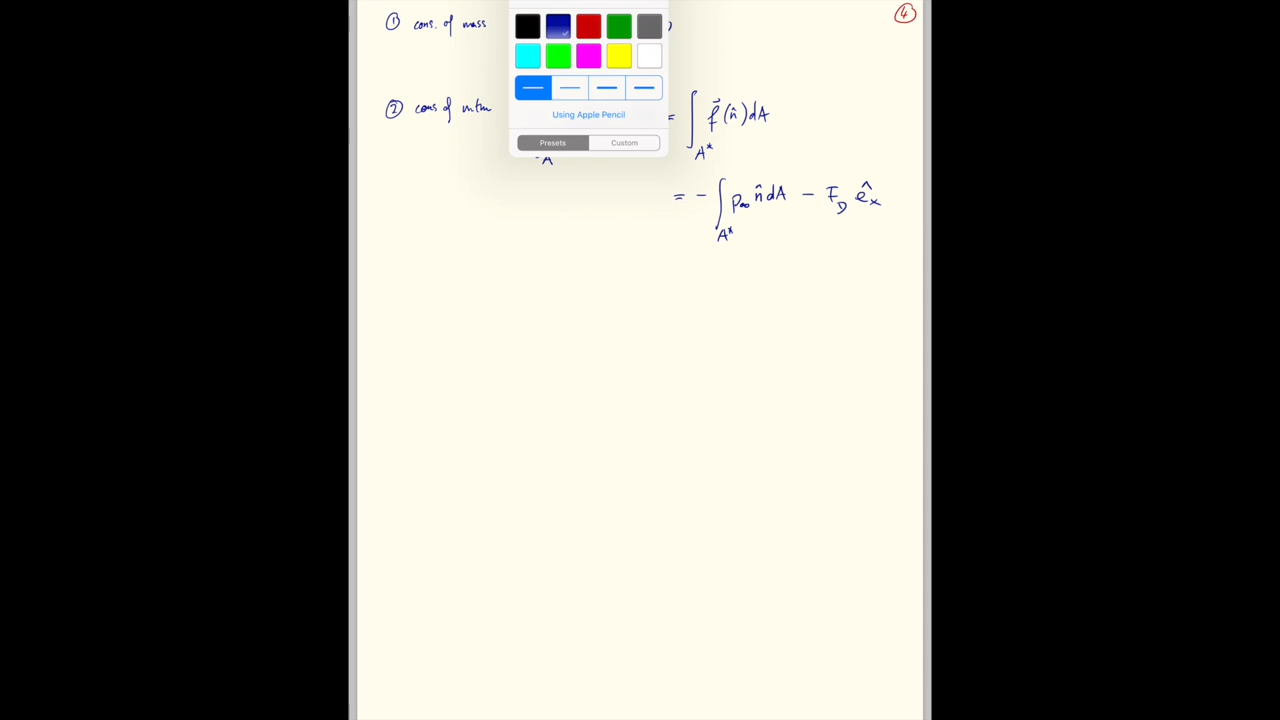 ① cons. of mass
④
② cons of mtm
= ∫ f⃗(n̂)dA
A*
A
= - ∫ p∞ n̂dA - F_D ê_x
A*
Using Apple Pencil
Presets Custom